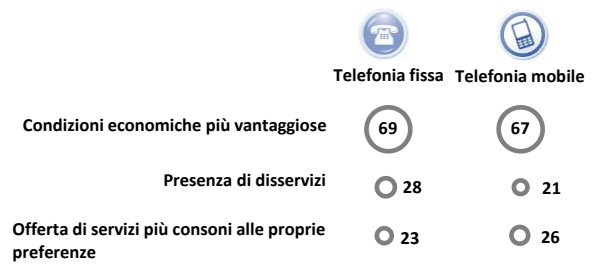 Telefonia fissa Telefonia mobile
Condizioni economiche più vantaggiose 69 67
Presenza di disservizi 28 21
Offerta di servizi più consoni alle proprie
preferenze 23 26